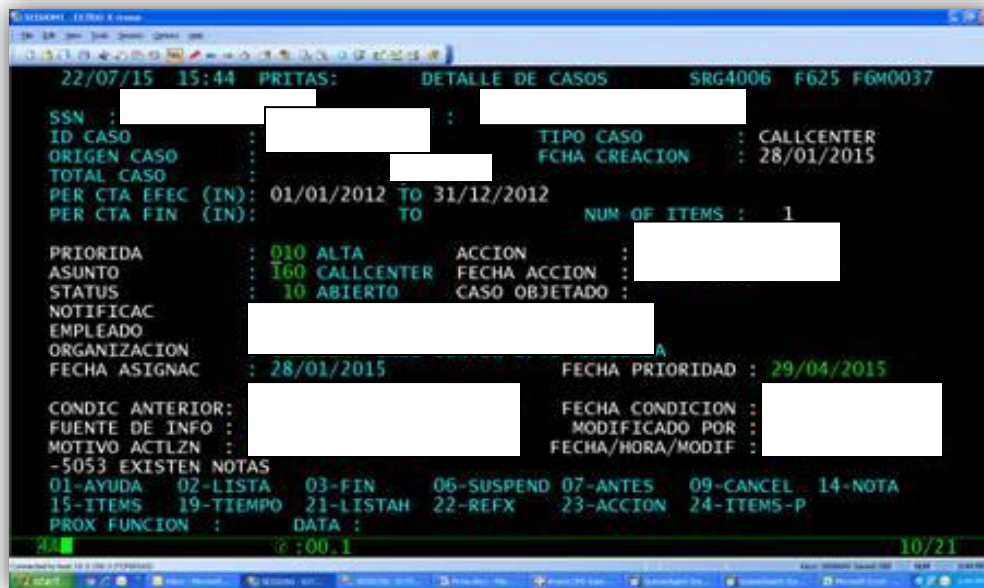 22/07/15 15:44 PRITAS: DETALLE DE CASOS SRG4006 F625 F6M0037
SSN : :
ID CASO : TIPO CASO : CALLCENTER
ORIGEN CASO : FCHA CREACION : 28/01/2015
TOTAL CASO :
PER CTA EFEC (IN): 01/01/2012 TO 31/12/2012
PER CTA FIN (IN): TO NUM OF ITEMS : 1
PRIORIDA : 010 ALTA ACCION :
ASUNTO : 160 CALLCENTER FECHA ACCION :
STATUS : 10 ABIERTO CASO OBJETADO :
NOTIFICAC
EMPLEADO
ORGANIZACION
FECHA ASIGNAC : 28/01/2015 FECHA PRIORIDAD : 29/04/2015
CONDIC ANTERIOR: FECHA CONDICION :
FUENTE DE INFO : MODIFICADO POR :
MOTIVO ACTLZN : FECHA/HORA/MODIF :
-5053 EXISTEN NOTAS
01-AYUDA 02-LISTA 03-FIN 06-SUSPEND 07-ANTES 09-CANCEL 14-NOTA
15-ITEMS 19-TIEMPO 21-LISTAH 22-REFX 23-ACCION 24-ITEMS-P
PROX FUNCION : DATA :
:00.1 10/21
start